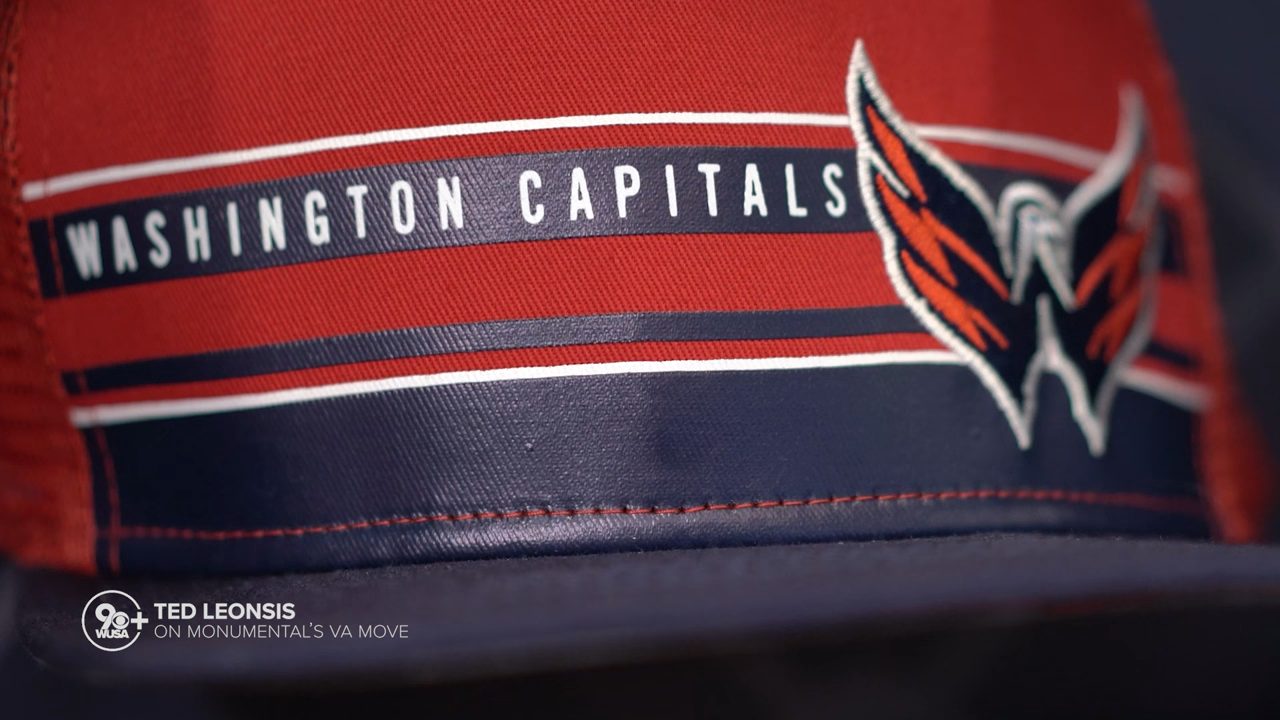 WASHINGTON CAPITALS
9+
WUSA
TED LEONSIS
ON MONUMENTAL'S VA MOVE